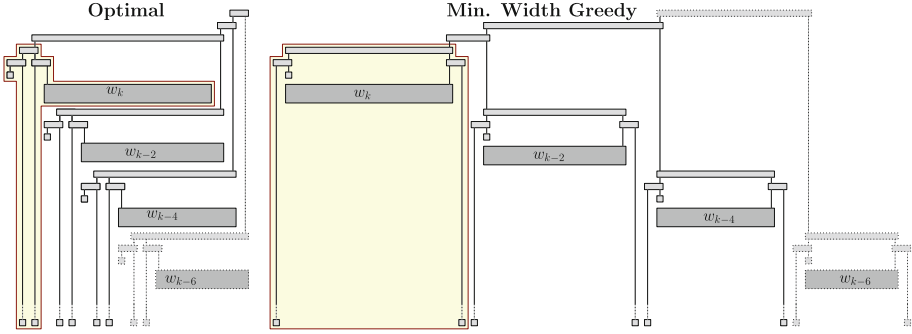 Optimal
Min. Width Greedy
w_k
w_{k-2}
w_{k-4}
w_{k-6}
w_k
w_{k-2}
w_{k-4}
w_{k-6}